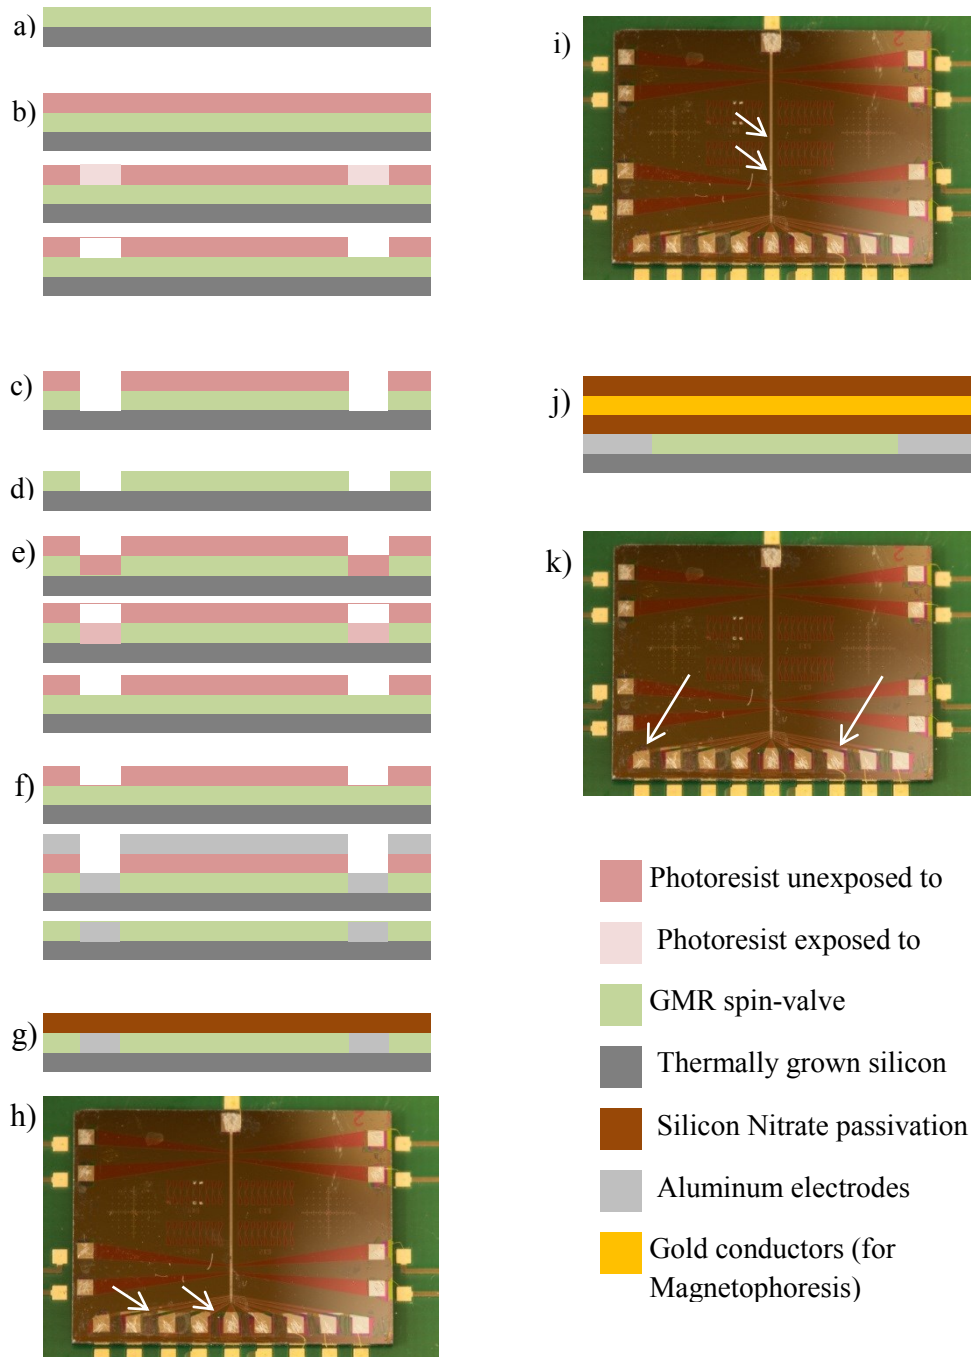 a)
b)
c)
d)
e)
f)
g)
h)
i)
j)
k)
Photoresist unexposed to
Photoresist exposed to
GMR spin-valve
Thermally grown silicon
Silicon Nitrate passivation
Aluminum electrodes
Gold conductors (for
Magnetophoresis)